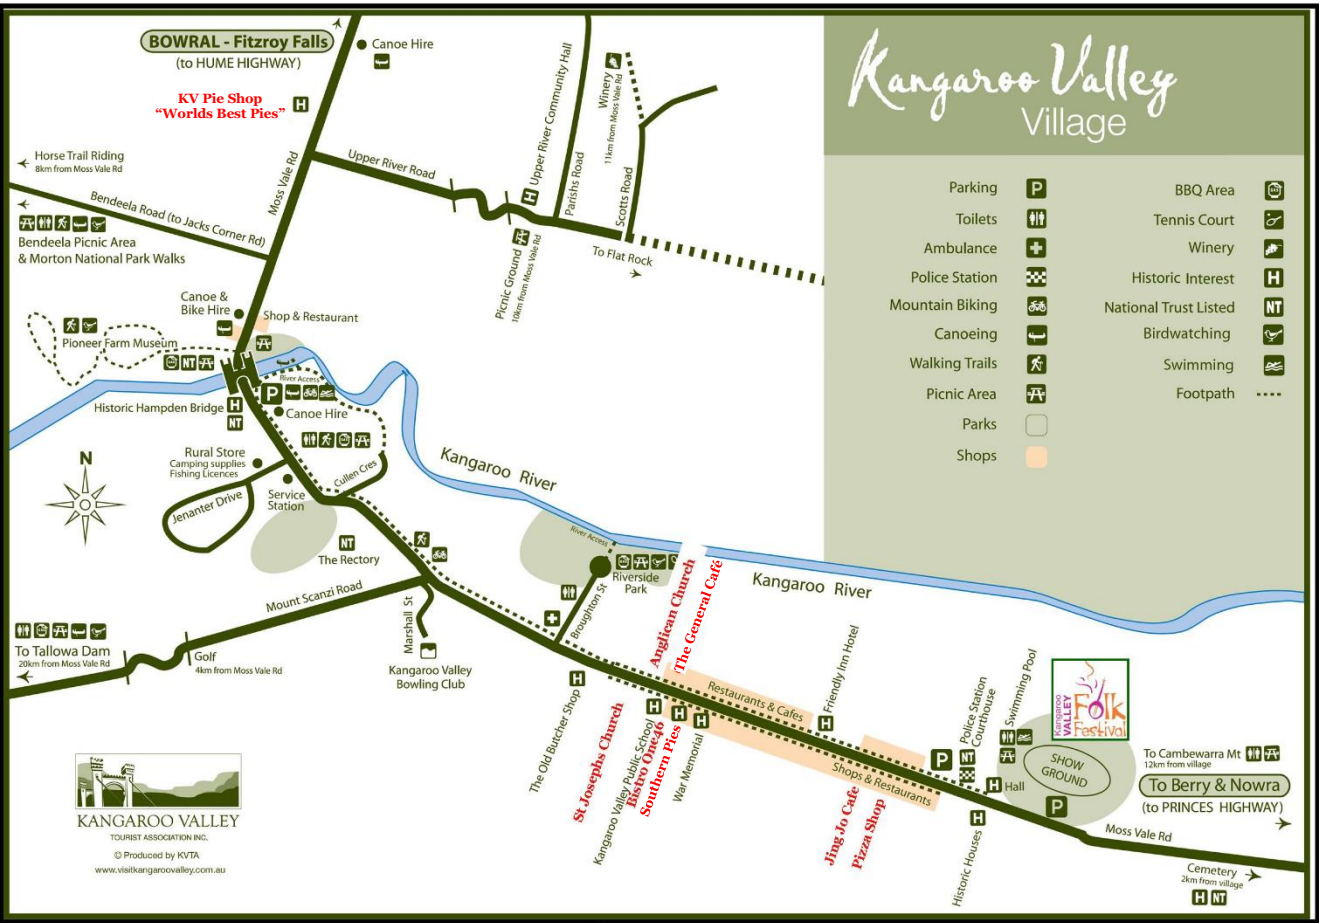 BOWRAL - Fitzroy Falls
(to HUME HIGHWAY)
Canoe Hire
KV Pie Shop
“Worlds Best Pies”
H
Kangaroo Valley
Village
Horse Trail Riding
8km from Moss Vale Rd
Moss Vale Rd
Upper River Road
H
Upper River Community Hall
Parishs Road
Winery
11km from Moss Vale Rd
Scotts Road
Bendeela Road (to Jacks Corner Rd)
Bendeela Picnic Area
& Morton National Park Walks
Picnic Ground
10km from Moss Vale Rd
To Flat Rock
Parking
P
Toilets
Ambulance
Police Station
Mountain Biking
Canoeing
Walking Trails
Picnic Area
Parks
Shops
BBQ Area
Tennis Court
Winery
Historic Interest
H
National Trust Listed
NT
Birdwatching
Swimming
Footpath
Canoe &
Bike Hire
Shop & Restaurant
Pioneer Farm Museum
NT
River Access
P
Historic Hampden Bridge
H
NT
Canoe Hire
Rural Store
Camping supplies
Fishing Licences
Cullen Cres
Service
Station
Jenanter Drive
N
Kangaroo River
NT
The Rectory
River Access
Riverside
Park
Broughton St
Anglican Church
The General Café
Kangaroo River
Mount Scanzi Road
Marshall St
To Tallowa Dam
20km from Moss Vale Rd
Golf
4km from Moss Vale Rd
Kangaroo Valley
Bowling Club
H
The Old Butcher Shop
St Josephs Church
H
Kangaroo Valley Public School
Bistro One46
H
Southern Pies
H
War Memorial
Restaurants & Cafes
Friendly Inn Hotel
H
Shops & Restaurants
Jing Jo Cafe
Pizza Shop
P
Police Station
Courthouse
NT
Swimming Pool
H
Hall
H
Historic Houses
Kangaroo
VALLEY
Folk
Festival
SHOW
GROUND
P
To Cambewarra Mt
12km from village
To Berry & Nowra
(to PRINCES HIGHWAY)
Moss Vale Rd
Cemetery
2km from village
H
NT
KANGAROO VALLEY
TOURIST ASSOCIATION INC.
© Produced by KVTA
www.visitkangaroovalley.com.au